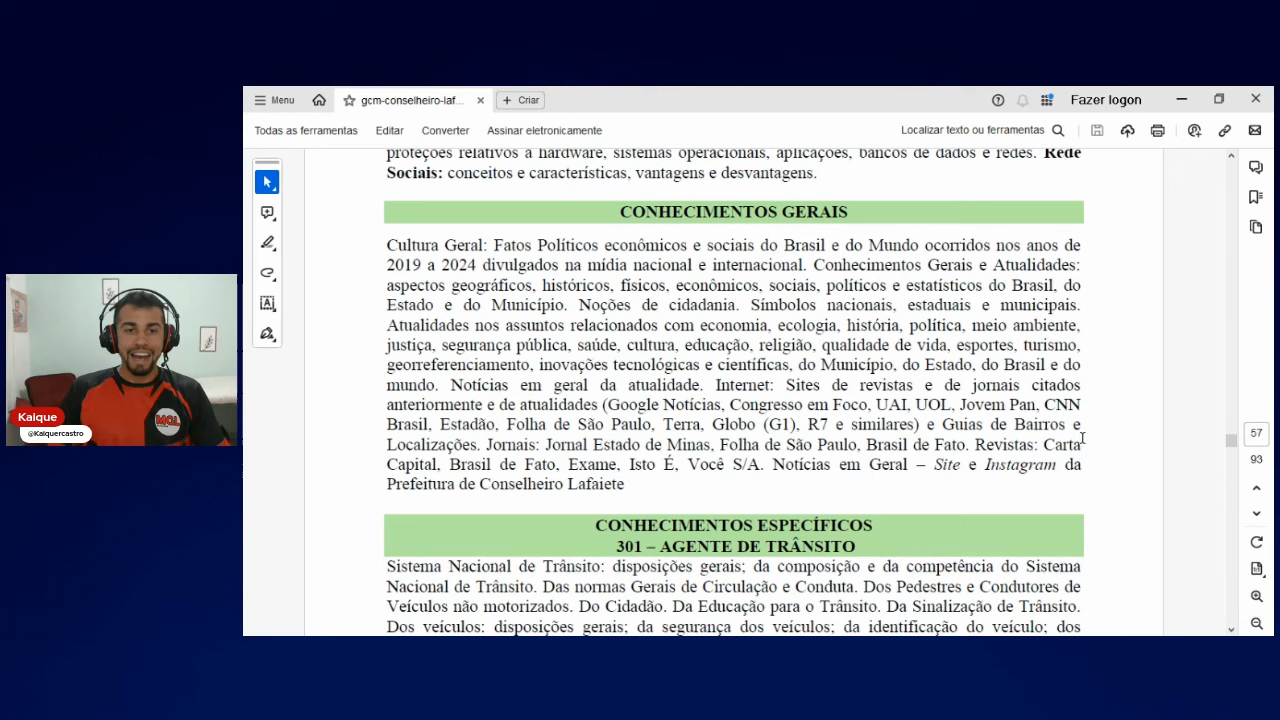 Menu
gcm-conselheiro-laf...
Criar
Fazer logon
Todas as ferramentas
Editar
Converter
Assinar eletronicamente
Localizar texto ou ferramentas
proteções relativos a hardware, sistemas operacionais, aplicações, bancos de dados e redes. Rede
Sociais: conceitos e características, vantagens e desvantagens.
CONHECIMENTOS GERAIS
Cultura Geral: Fatos Políticos econômicos e sociais do Brasil e do Mundo ocorridos nos anos de
2019 a 2024 divulgados na mídia nacional e internacional. Conhecimentos Gerais e Atualidades:
aspectos geográficos, históricos, físicos, econômicos, sociais, políticos e estatísticos do Brasil, do
Estado e do Município. Noções de cidadania. Símbolos nacionais, estaduais e municipais.
Atualidades nos assuntos relacionados com economia, ecologia, história, política, meio ambiente,
justiça, segurança pública, saúde, cultura, educação, religião, qualidade de vida, esportes, turismo,
georreferenciamento, inovações tecnológicas e científicas, do Município, do Estado, do Brasil e do
mundo. Notícias em geral da atualidade. Internet: Sites de revistas e de jornais citados
anteriormente e de atualidades (Google Notícias, Congresso em Foco, UAI, UOL, Jovem Pan, CNN
Brasil, Estadão, Folha de São Paulo, Terra, Globo (G1), R7 e similares) e Guias de Bairros e
Localizações. Jornais: Jornal Estado de Minas, Folha de São Paulo, Brasil de Fato. Revistas: Carta
Capital, Brasil de Fato, Exame, Isto É, Você S/A. Notícias em Geral – Site e Instagram da
Prefeitura de Conselheiro Lafaiete
CONHECIMENTOS ESPECÍFICOS
301 – AGENTE DE TRÂNSITO
Sistema Nacional de Trânsito: disposições gerais; da composição e da competência do Sistema
Nacional de Trânsito. Das normas Gerais de Circulação e Conduta. Dos Pedestres e Condutores de
Veículos não motorizados. Do Cidadão. Da Educação para o Trânsito. Da Sinalização de Trânsito.
Dos veículos: disposições gerais; da segurança dos veículos; da identificação do veículo; dos
57
93
MCL
Kaique
@Kaiquercastro